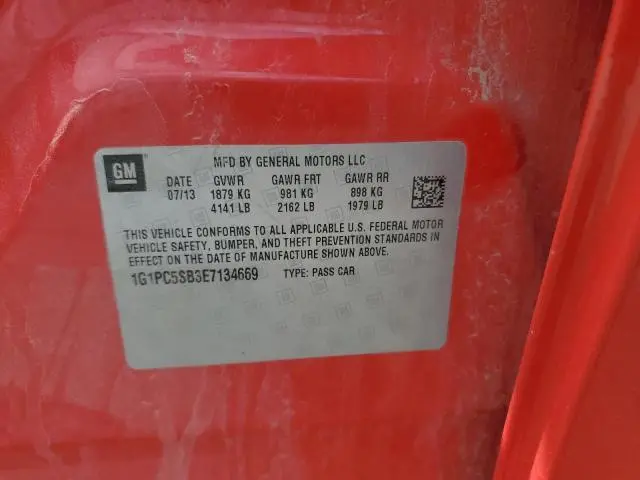 GM
MFD BY GENERAL MOTORS LLC
DATE GVWR GAWR FRT GAWR RR
07/13 1879 KG 981 KG 898 KG
4141 LB 2162 LB 1979 LB
THIS VEHICLE CONFORMS TO ALL APPLICABLE U.S. FEDERAL MOTOR
VEHICLE SAFETY, BUMPER, AND THEFT PREVENTION STANDARDS IN
EFFECT ON THE DATE OF MANUFACTURE SHOWN ABOVE.
1G1PC5SB3E7134669 TYPE: PASS CAR